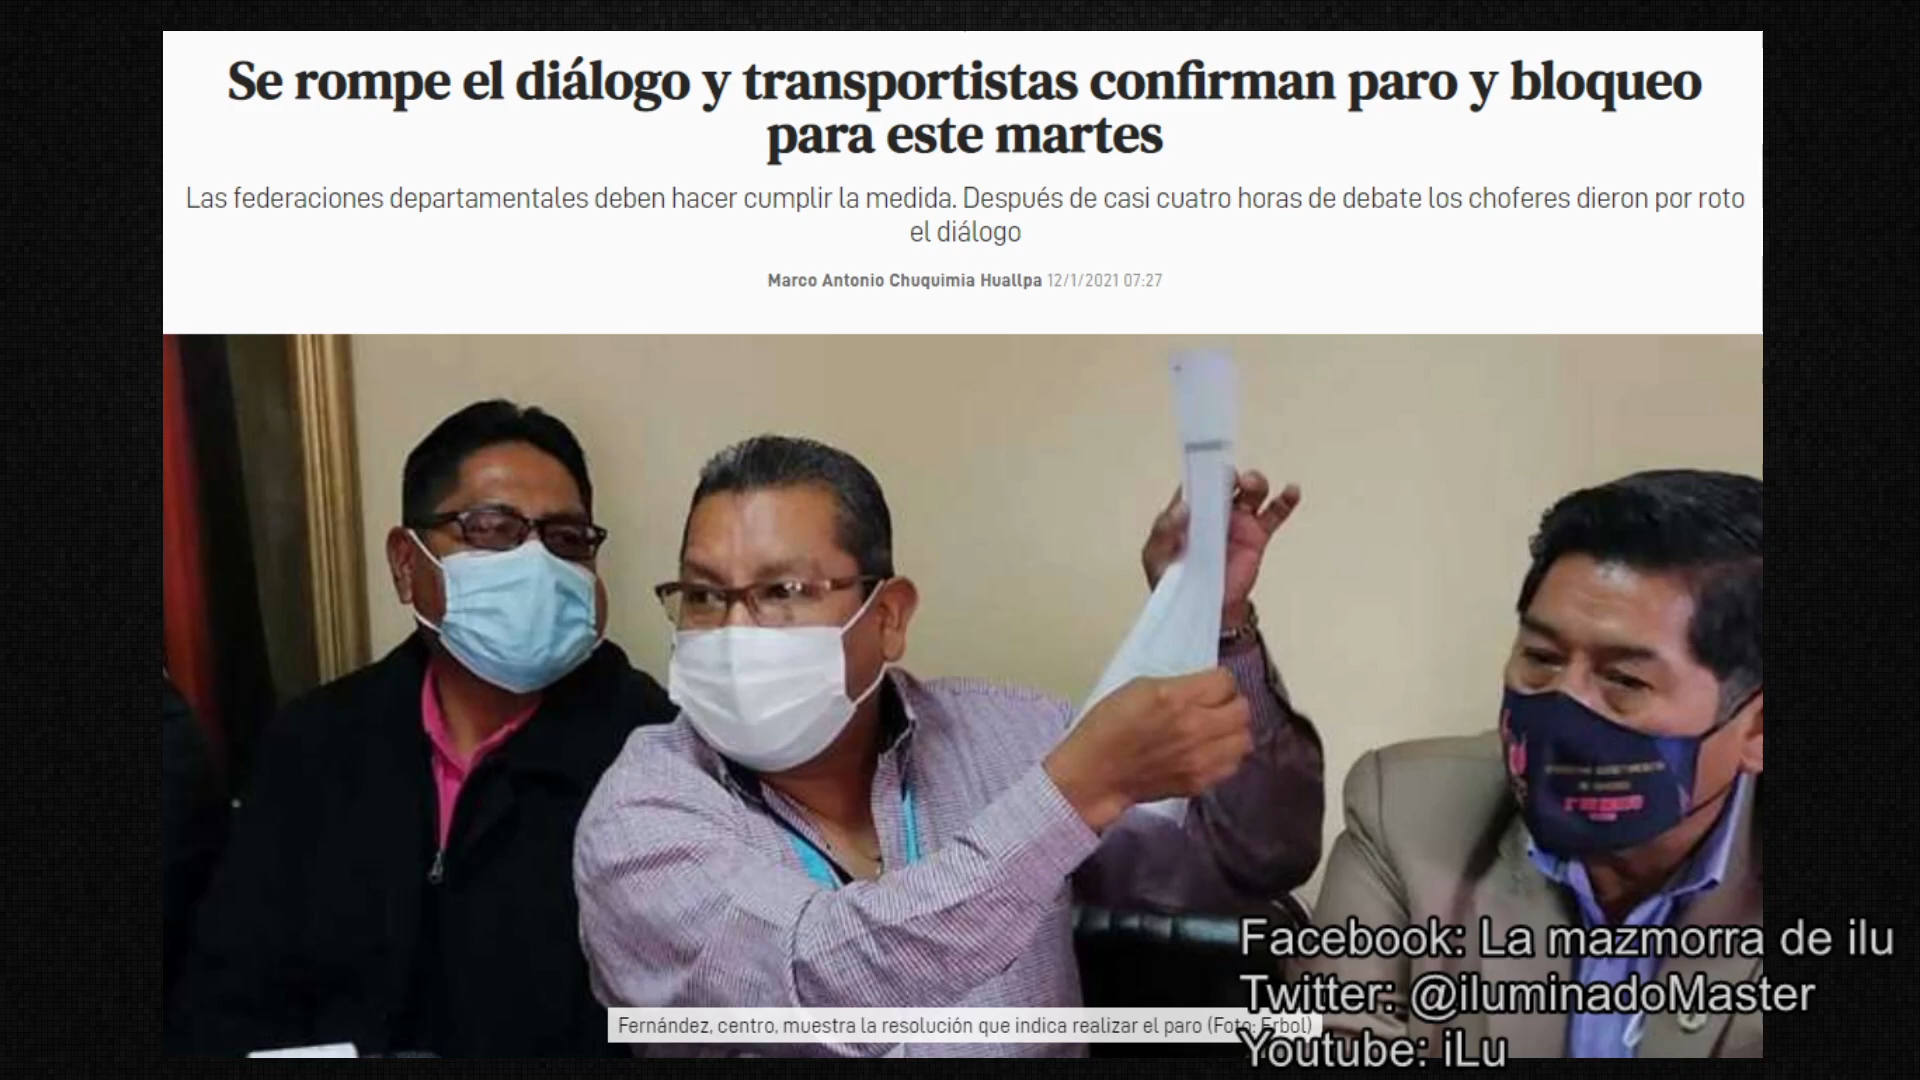 Se rompe el diálogo y transportistas confirman paro y bloqueo
para este martes
Las federaciones departamentales deben hacer cumplir la medida. Después de casi cuatro horas de debate los choferes dieron por roto
el diálogo
Marco Antonio Chuquimia Huallpa 12/1/2021 07:27
Fernández, centro, muestra la resolución que indica realizar el paro (Foto: Erbol)
Facebook: La mazmorra de ilu
Twitter: @iluminadoMaster
Youtube: iLu